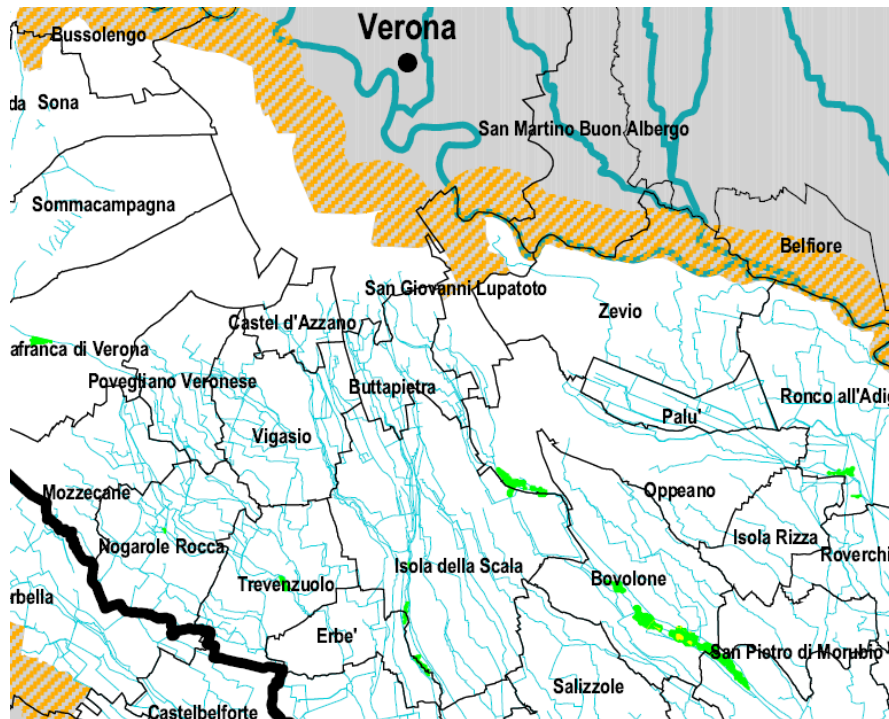 Verona
Bussolengo
da
Sona
San Martino Buon Albergo
Sommacampagna
Belfiore
San Giovanni Lupatoto
Zevio
Castel d'Azzano
afranca di Verona
Povegliano Veronese
Buttapietra
Ronco all'Adig
Palu'
Vigasio
Mozzecane
Oppeano
Isola Rizza
Nogarole Rocca
Roverchi
Isola della Scala
Trevenzuolo
Bovolone
rbella
Erbe'
San Pietro di Morubio
Salizzole
Castelbelforte